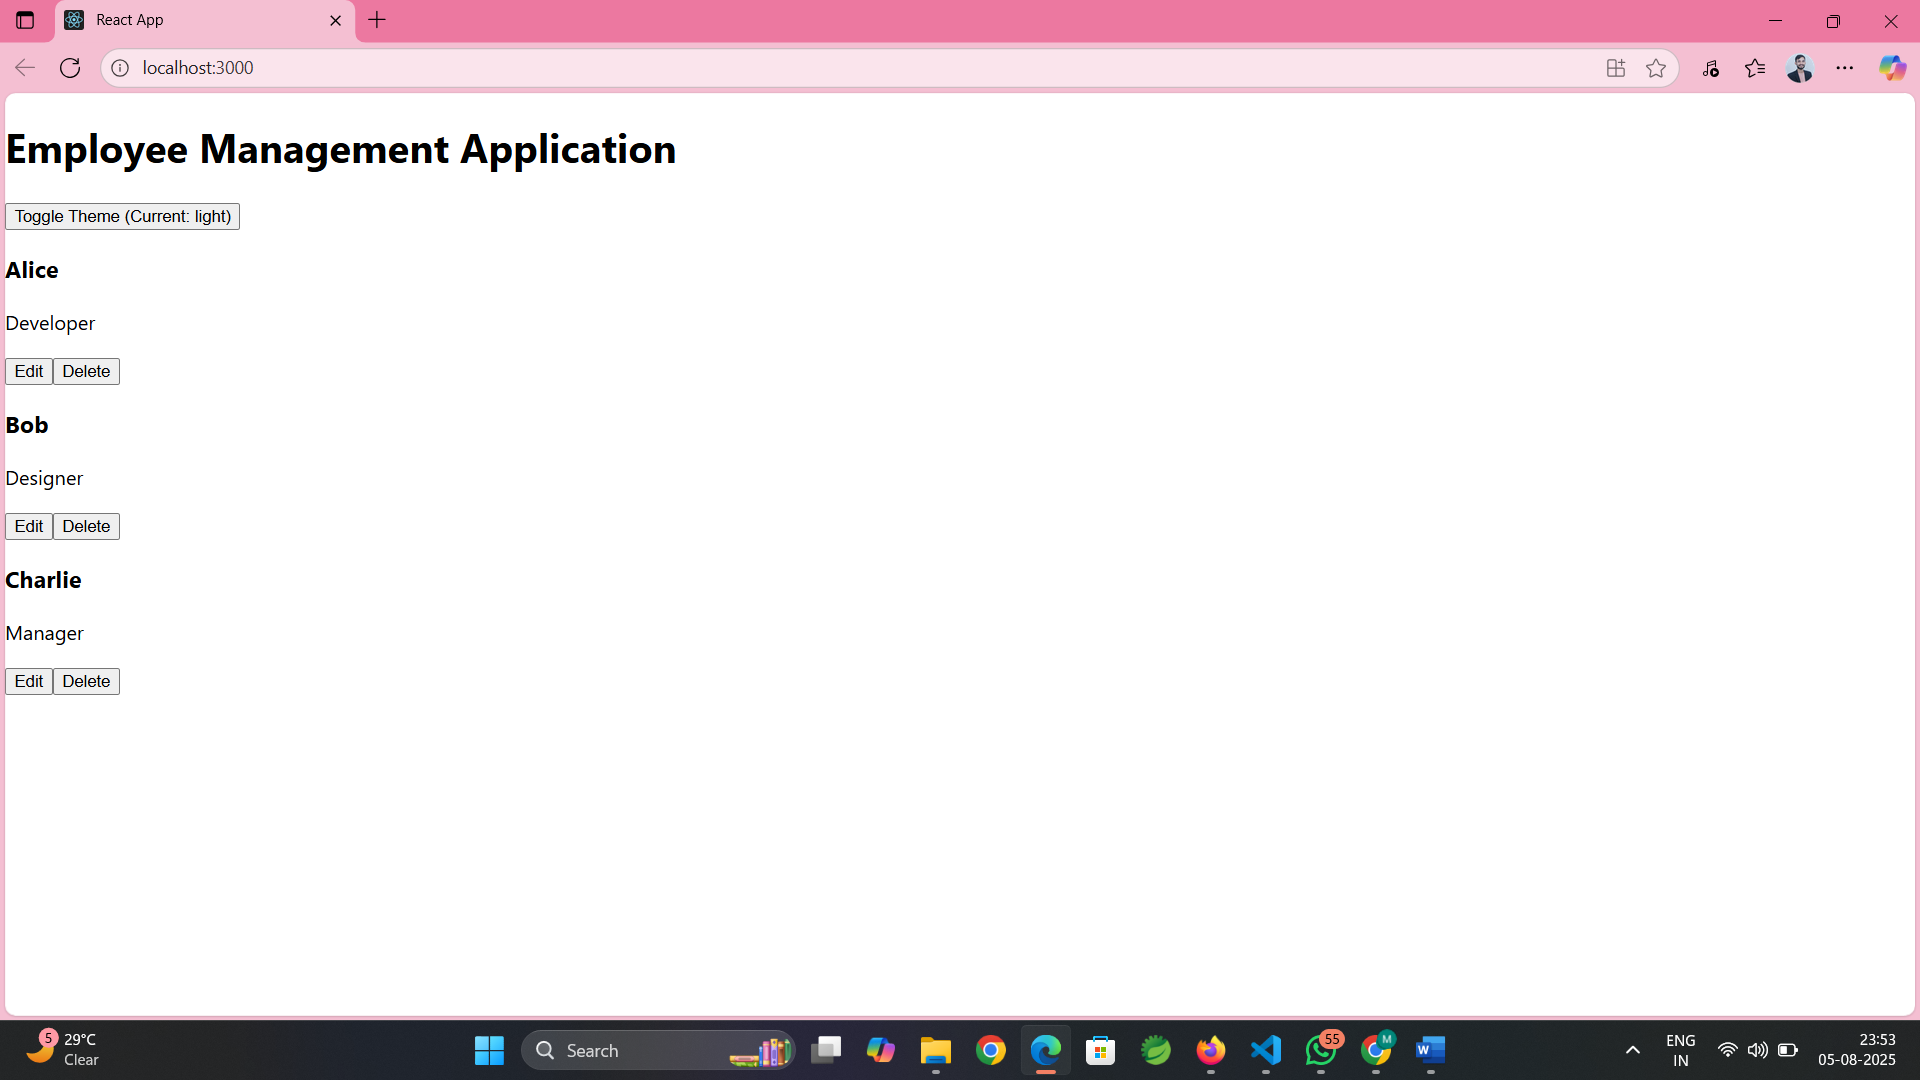 React App
localhost:3000
Employee Management Application
Toggle Theme (Current: light)
Alice
Developer
Edit Delete
Bob
Designer
Edit Delete
Charlie
Manager
Edit Delete
5
29°C
Clear
Search
55
M
W
ENG
IN
23:53
05-08-2025